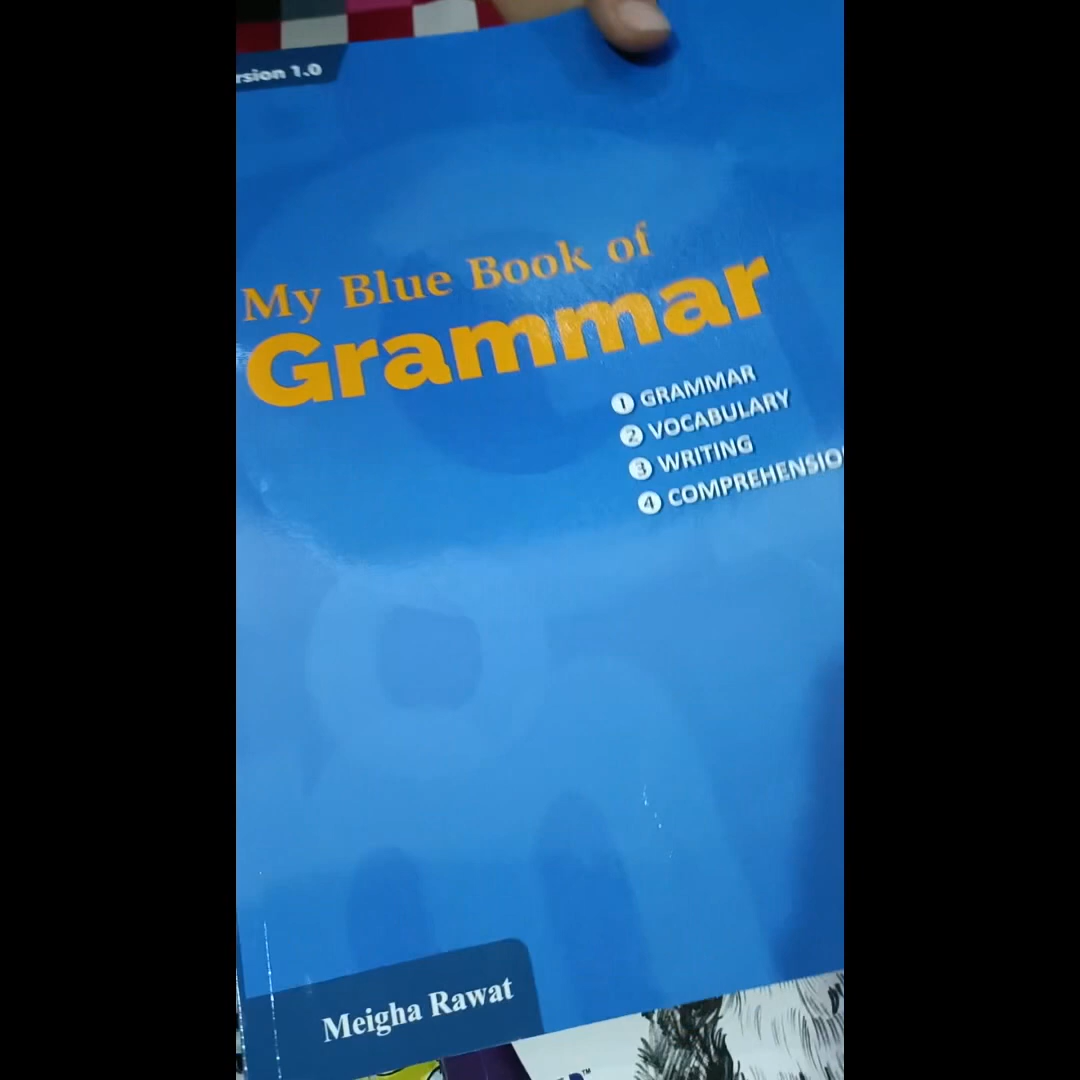 rsion 1.0
My Blue Book of
Grammar
1 GRAMMAR
2 VOCABULARY
3 WRITING
4 COMPREHENSIO
Meigha Rawat